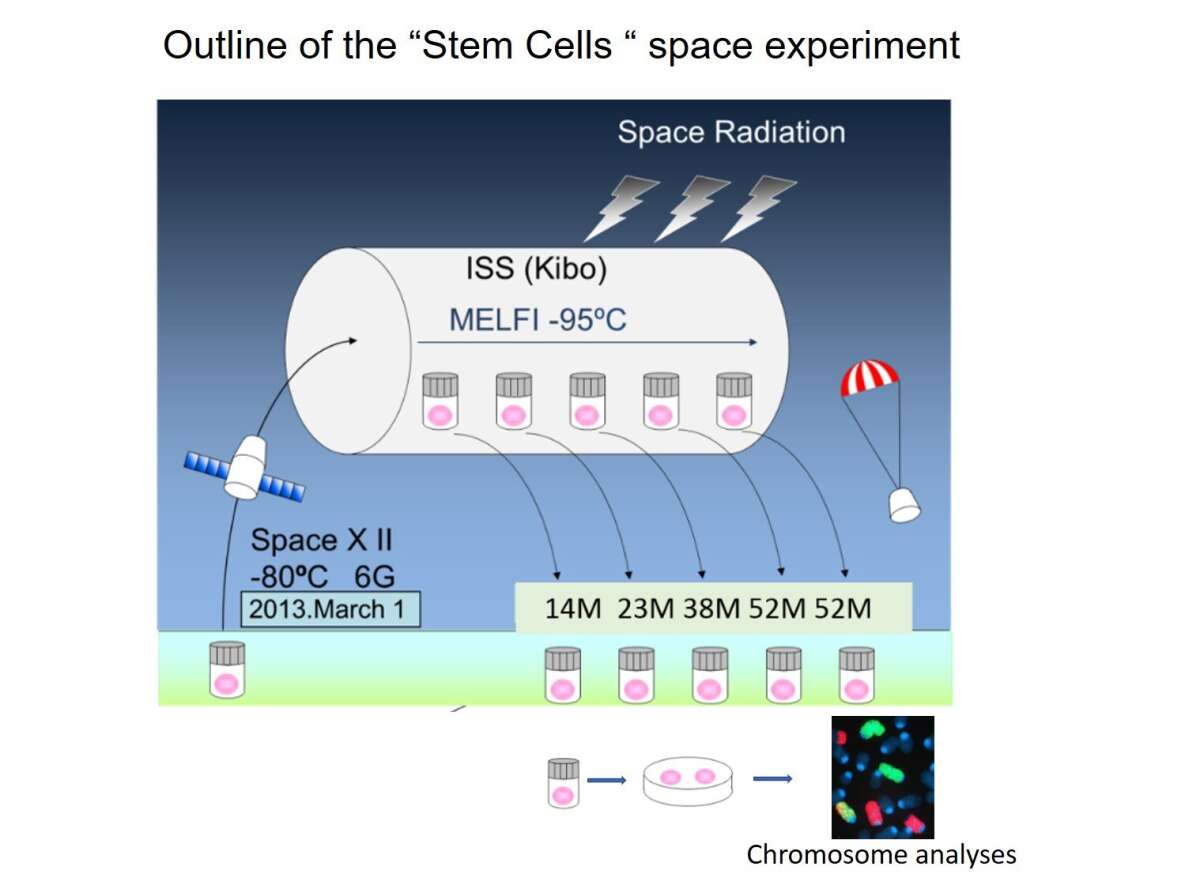 Outline of the “Stem Cells “ space experiment
Space Radiation
ISS (Kibo)
MELFI -95ºC
Space X II
-80ºC 6G
2013.March 1
14M 23M 38M 52M 52M
Chromosome analyses